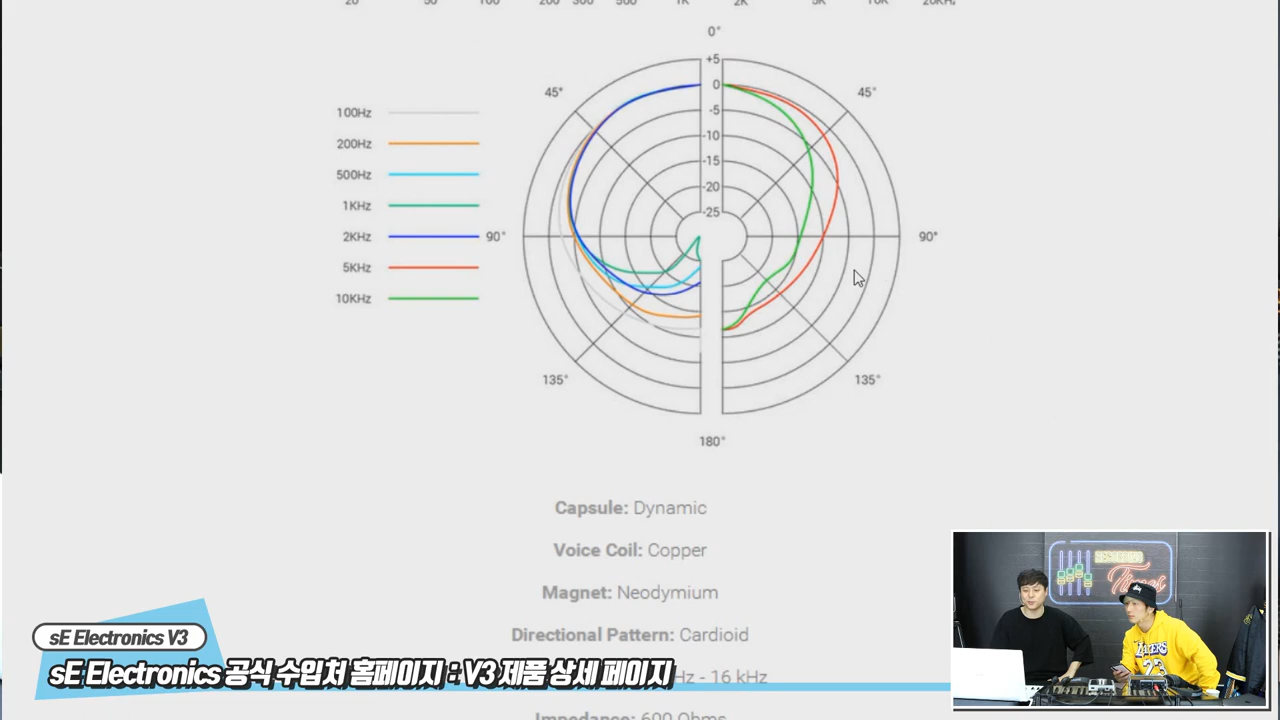 20 50 100 200 300 500 1K 2K 5K 10K 20KHz
0°
+5
45° 0 45°
100Hz -5
200Hz -10
500Hz -15
1KHz -20
-25
2KHz 90° 90°
5KHz
10KHz
135° 135°
180°
Capsule: Dynamic
Voice Coil: Copper
Magnet: Neodymium
Directional Pattern: Cardioid
Hz - 16 kHz
Impedance: 600 Ohms
sE Electronics V3
sE Electronics 공식 수입처 홈페이지 : V3 제품 상세 페이지
Times
LAKERS
23